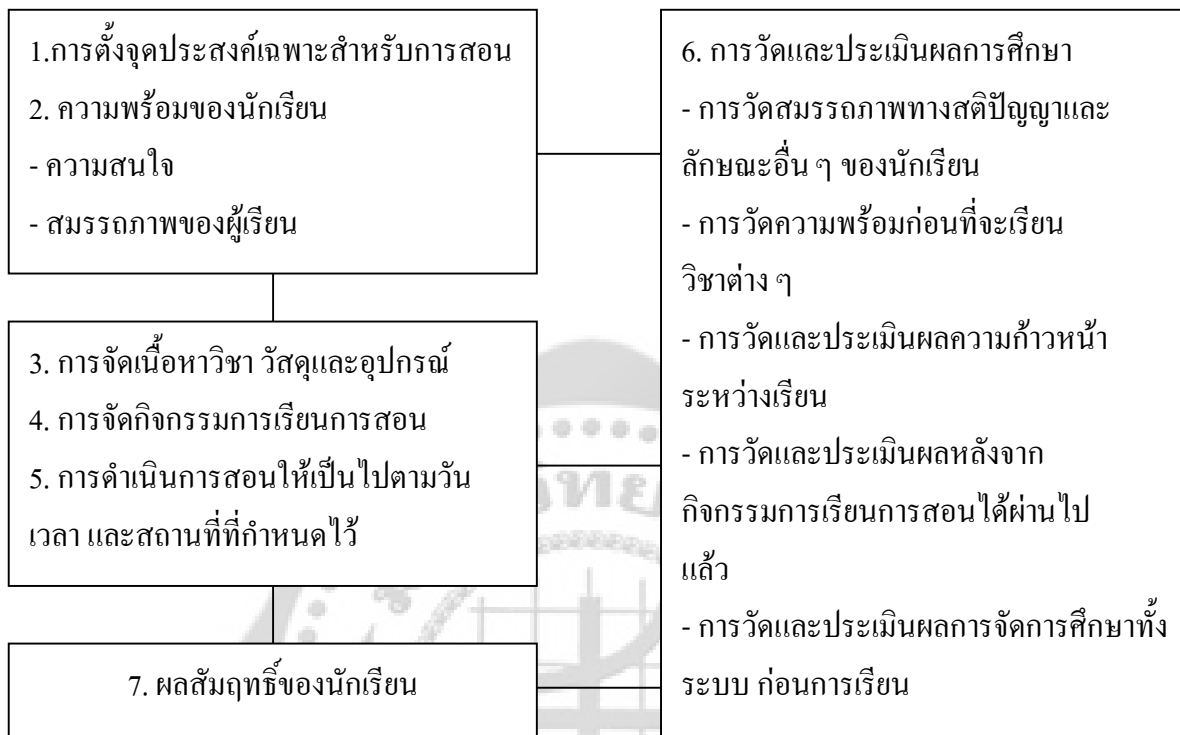 1.การตั้งจุดประสงค์เฉพาะสำหรับการสอน
2. ความพร้อมของนักเรียน
- ความสนใจ
- สมรรถภาพของผู้เรียน
3. การจัดเนื้อหาวิชา วัสดุและอุปกรณ์
4. การจัดกิจกรรมการเรียนการสอน
5. การดำเนินการสอนให้เป็นไปตามวัน
เวลา และสถานที่ที่กำหนดไว้
7. ผลสัมฤทธิ์ของนักเรียน
6. การวัดและประเมินผลการศึกษา
- การวัดสมรรถภาพทางสติปัญญาและ
ลักษณะอื่น ๆ ของนักเรียน
- การวัดความพร้อมก่อนที่จะเรียน
วิชาต่าง ๆ
- การวัดและประเมินผลความก้าวหน้า
ระหว่างเรียน
- การวัดและประเมินผลหลังจาก
กิจกรรมการเรียนการสอนได้ผ่านไป
แล้ว
- การวัดและประเมินผลการจัดการศึกษาทั้ง
ระบบ ก่อนการเรียน